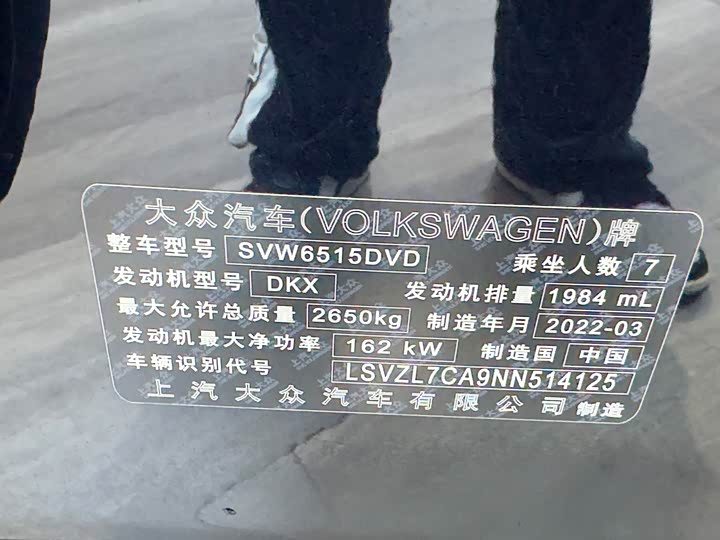 大众汽车(VOLKSWAGEN)牌
整车型号 SVW6515DVD 乘坐人数 7
发动机型号 DKX 发动机排量 1984 mL
最大允许总质量 2650kg 制造年月 2022-03
发动机最大净功率 162 kW 制造国 中国
车辆识别代号 LSVZL7CA9NN514125
上汽大众汽车有限公司 制造